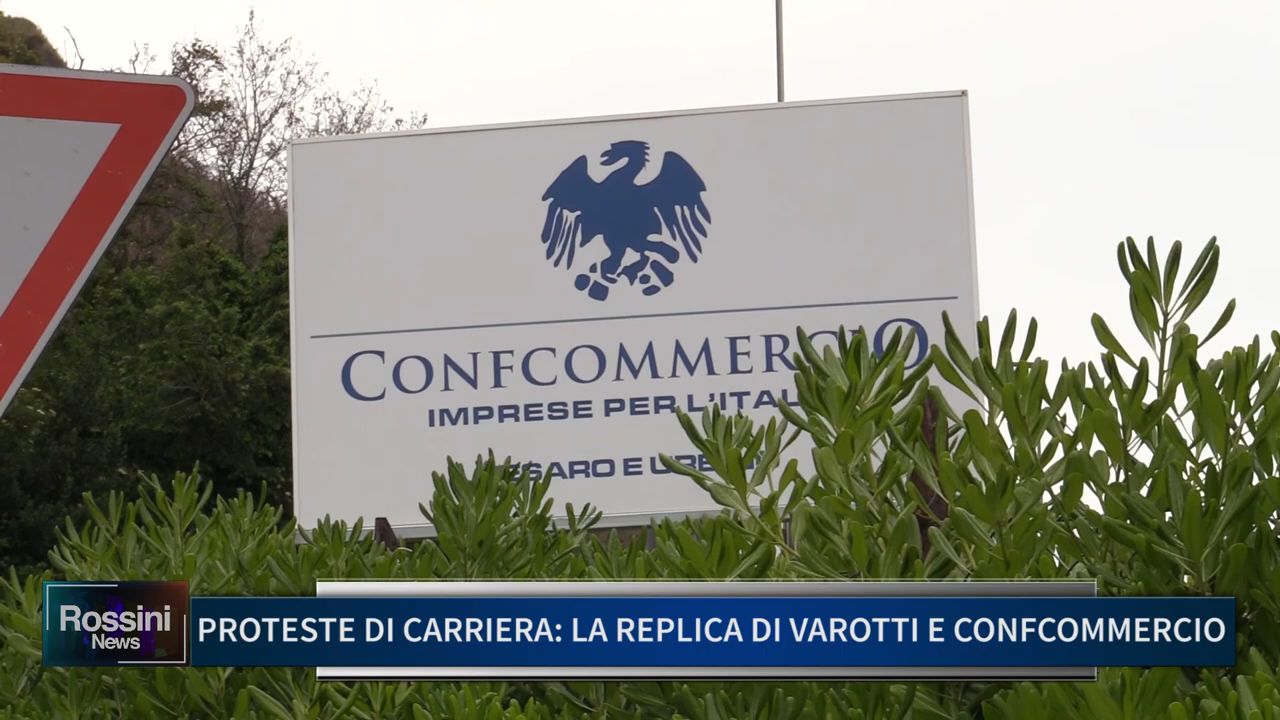 CONFCOMMERCIO
IMPRESE PER L'ITAL
E
Rossini
News
PROTESTE DI CARRIERA: LA REPLICA DI VAROTTI E CONFCOMMERCIO